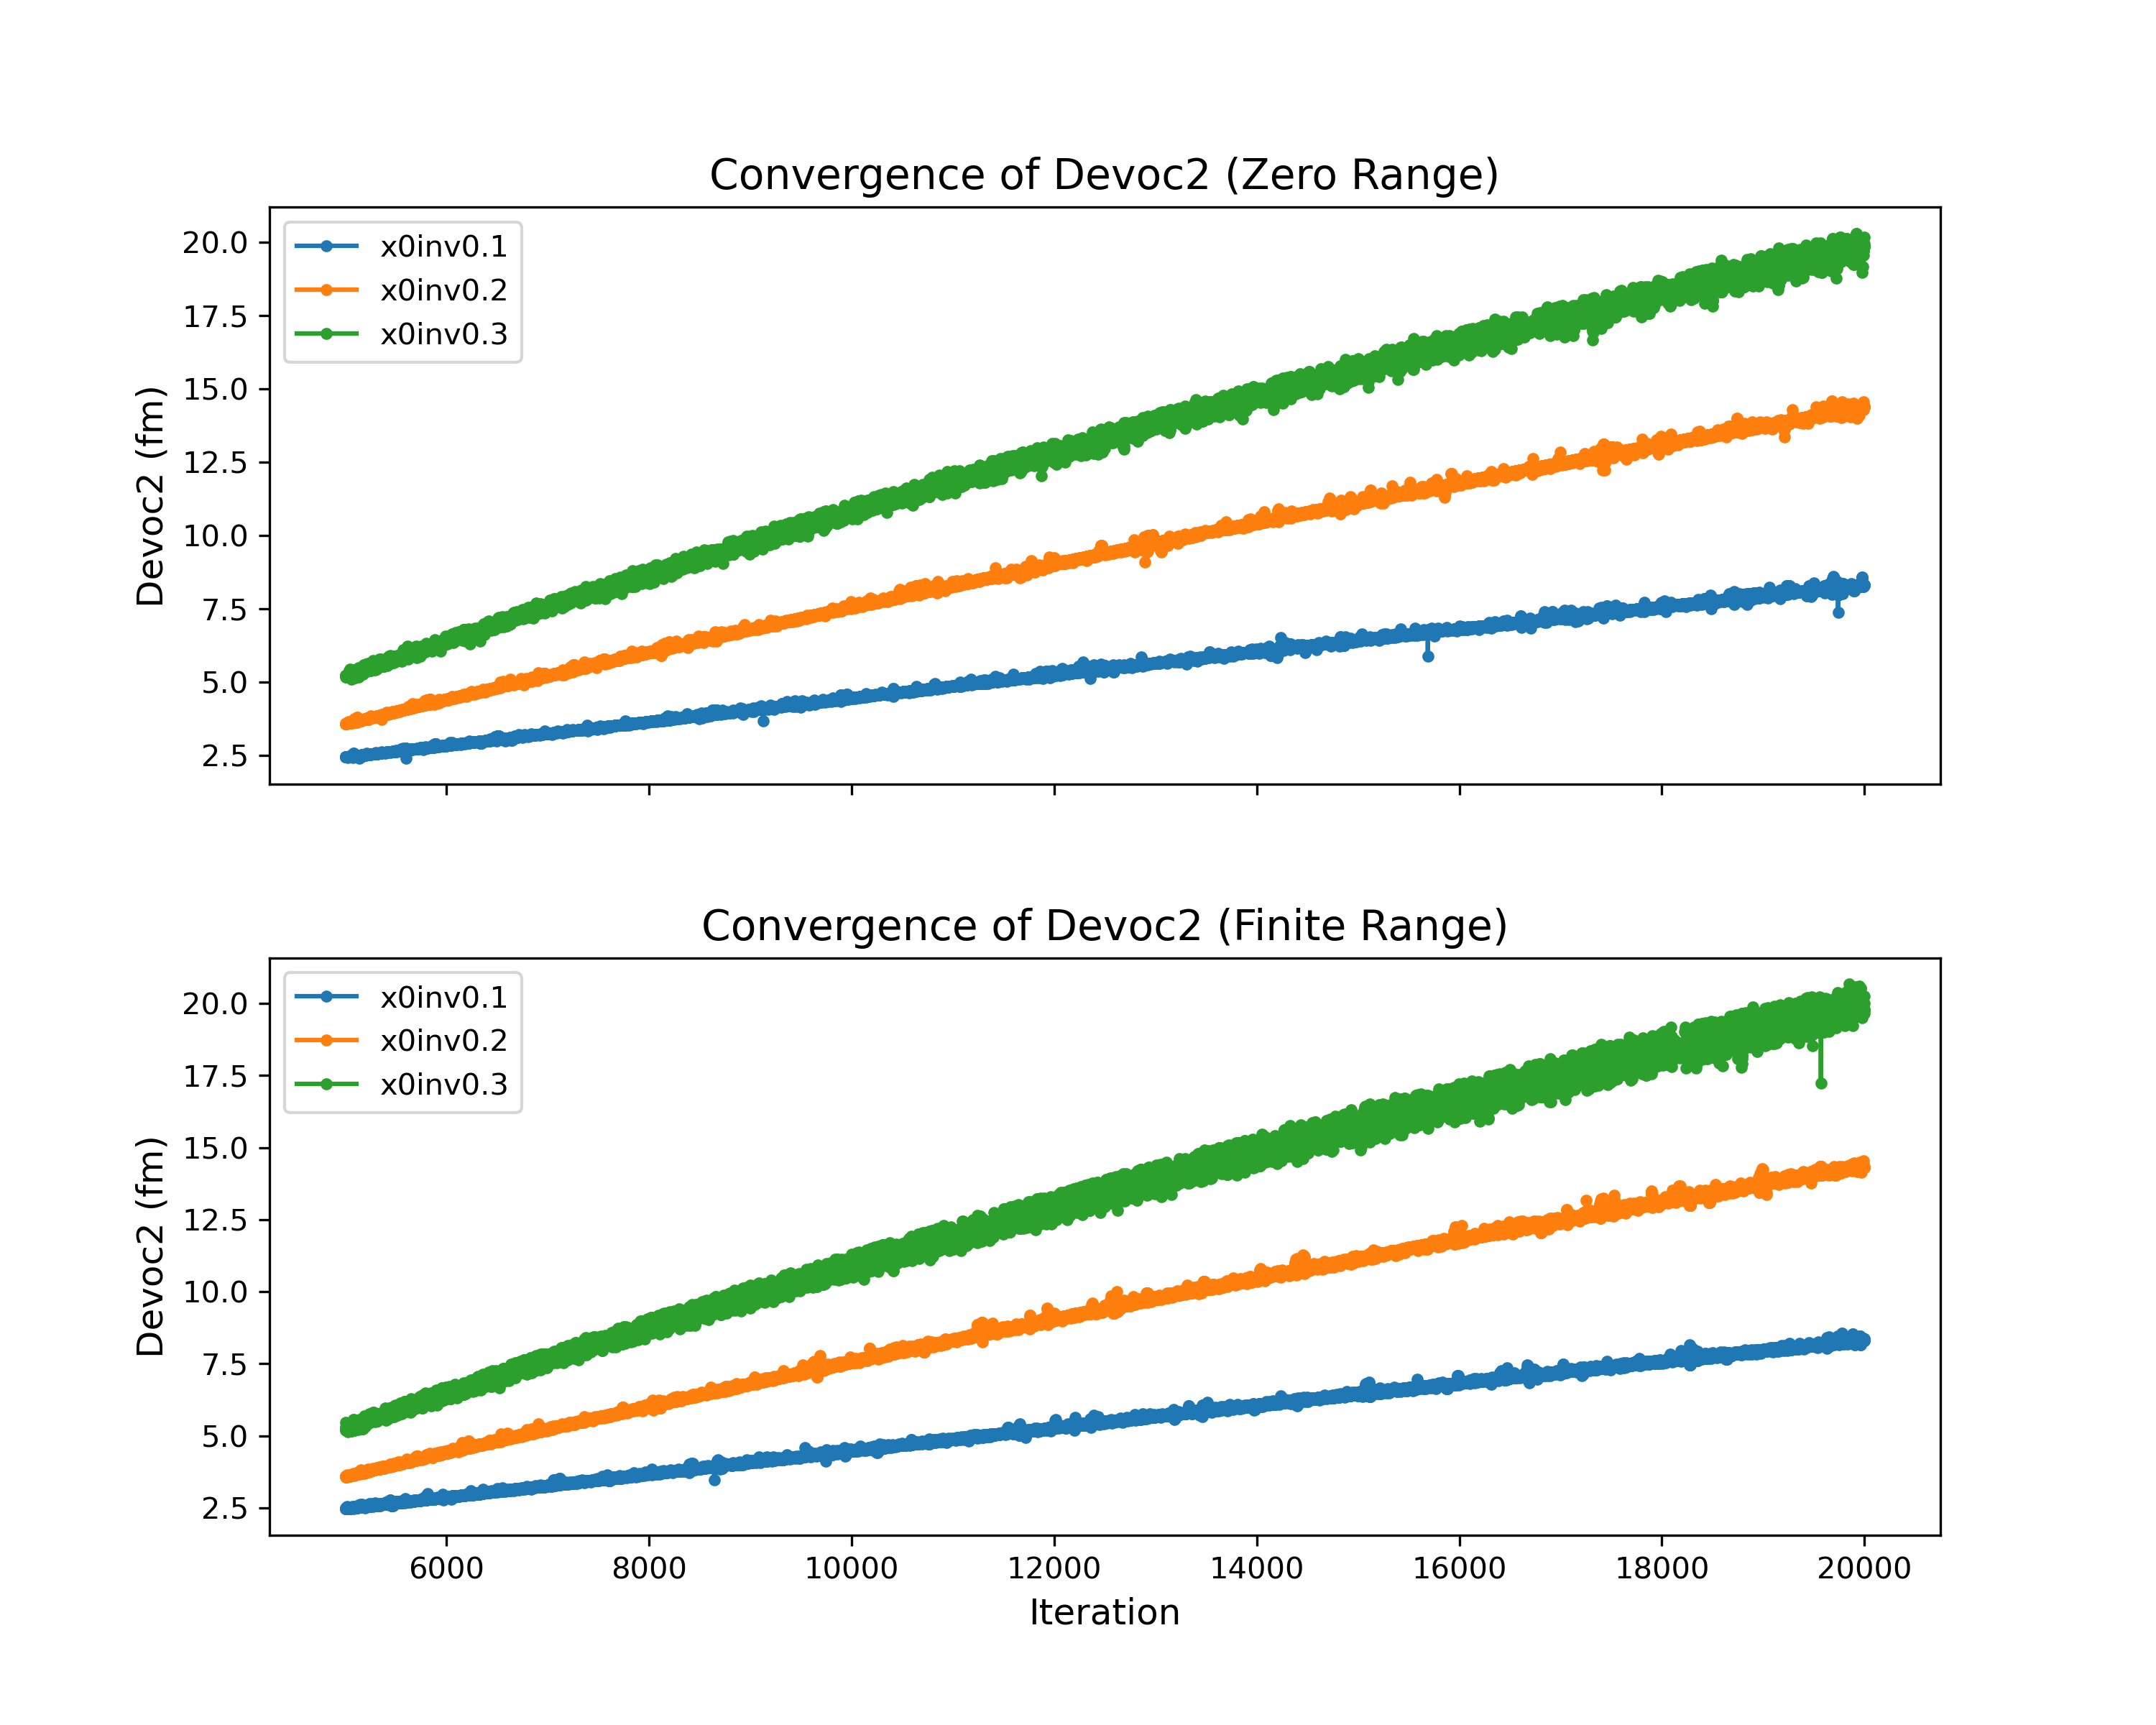 Convergence of Devoc2 (Zero Range)
x0inv0.1
x0inv0.2
x0inv0.3
Devoc2 (fm)
20.0
17.5
15.0
12.5
10.0
7.5
5.0
2.5
Convergence of Devoc2 (Finite Range)
x0inv0.1
x0inv0.2
x0inv0.3
Devoc2 (fm)
20.0
17.5
15.0
12.5
10.0
7.5
5.0
2.5
6000 8000 10000 12000 14000 16000 18000 20000
Iteration